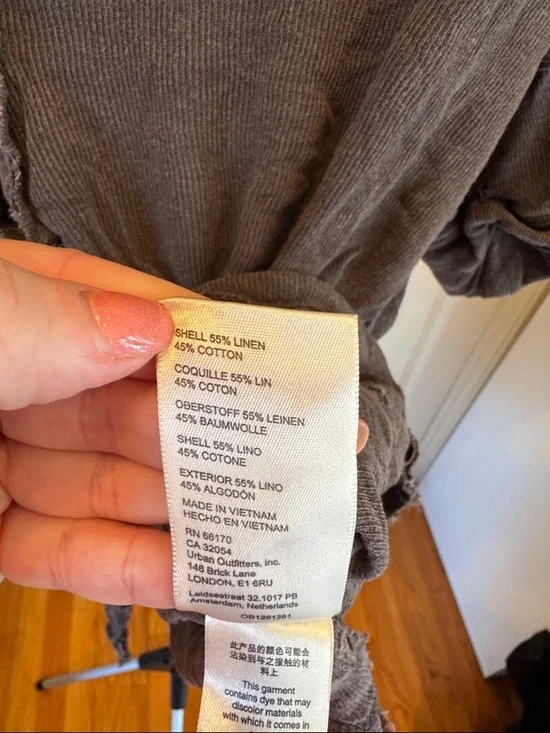 SHELL 55% LINEN
45% COTTON
COQUILLE 55% LIN
45% COTON
OBERSTOFF 55% LEINEN
45% BAUMWOLLE
SHELL 55% LINO
45% COTONE
EXTERIOR 55% LINO
45% ALGODÓN
MADE IN VIETNAM
HECHO EN VIETNAM
RN 66170
CA 32054
Urban Outfitters, Inc.
146 Brick Lane
LONDON, E1 6RU
Leidsestraat 32,1017 PB
Amsterdam, Netherlands
OB1281381
此产品的颜色可能会
沾染到与之接触的材
料上
This garment
contains dye that may
discolor materials
with which it comes in